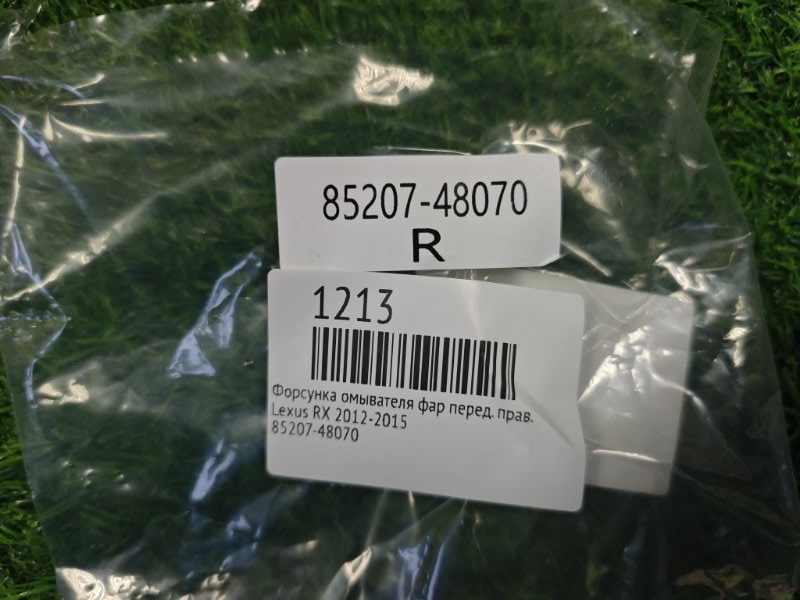 85207-48070
R
1213
Форсунка омывателя фар перед. прав.
Lexus RX 2012-2015
85207-48070